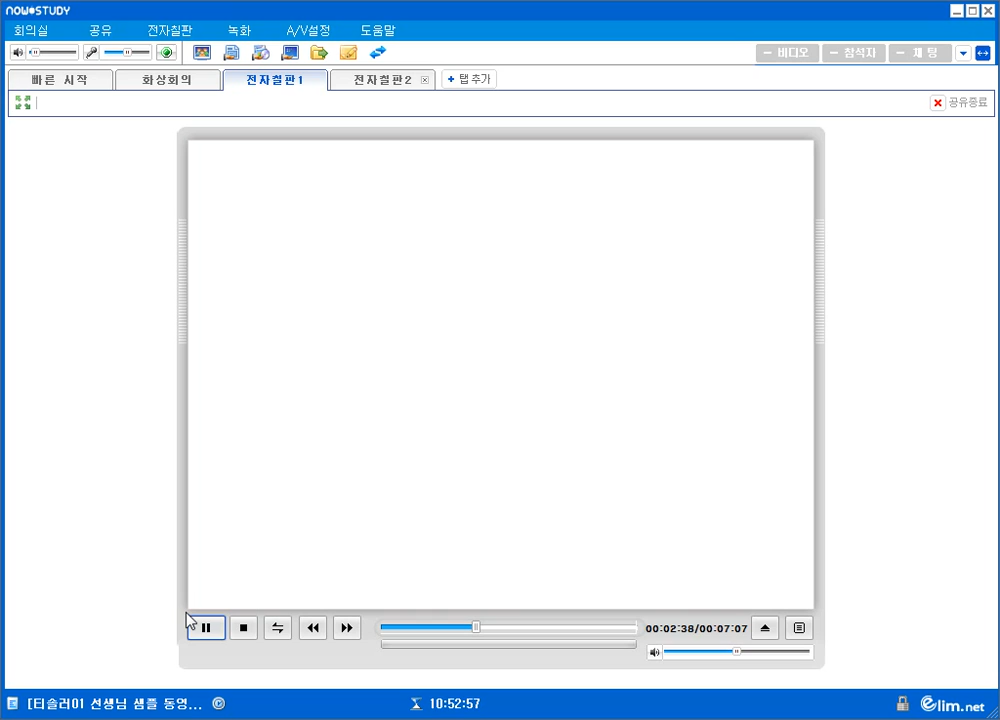 now•STUDY
회의실 공유 전자칠판 녹화 A/V설정 도움말
비디오 참석자 채팅
빠른 시작 화상회의 전자칠판1 전자칠판2 + 탭추가
공유종료
00:02:38/00:07:07
[티솔러01 선생님 샘플 동영... 10:52:57 elim.net